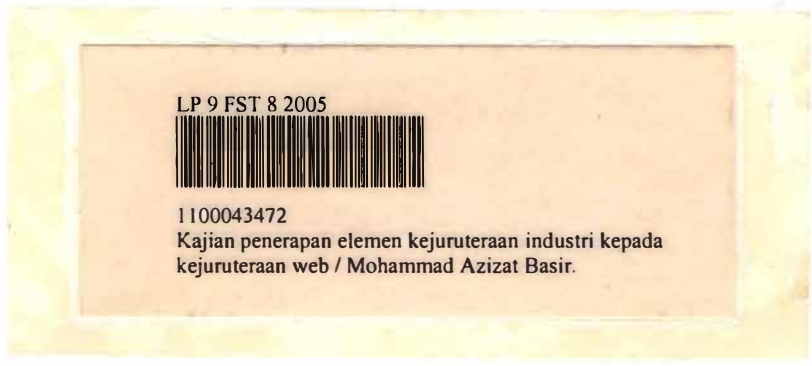 LP 9 FST 8 2005
1100043472
Kajian penerapan elemen kejuruteraan industri kepada
kejuruteraan web / Mohammad Azizat Basir.